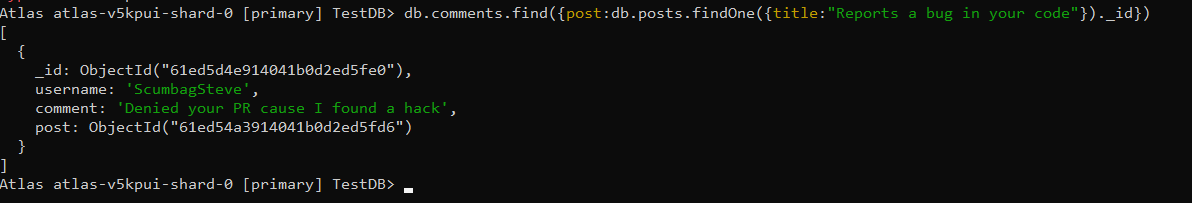 Atlas atlas-v5kpui-shard-0 [primary] TestDB> db.comments.find({post:db.posts.findOne({title:"Reports a bug in your code"})._id})
[
  {
    _id: ObjectId("61ed5d4e914041b0d2ed5fe0"),
    username: 'ScumbagSteve',
    comment: 'Denied your PR cause I found a hack',
    post: ObjectId("61ed54a3914041b0d2ed5fd6")
  }
]
Atlas atlas-v5kpui-shard-0 [primary] TestDB>